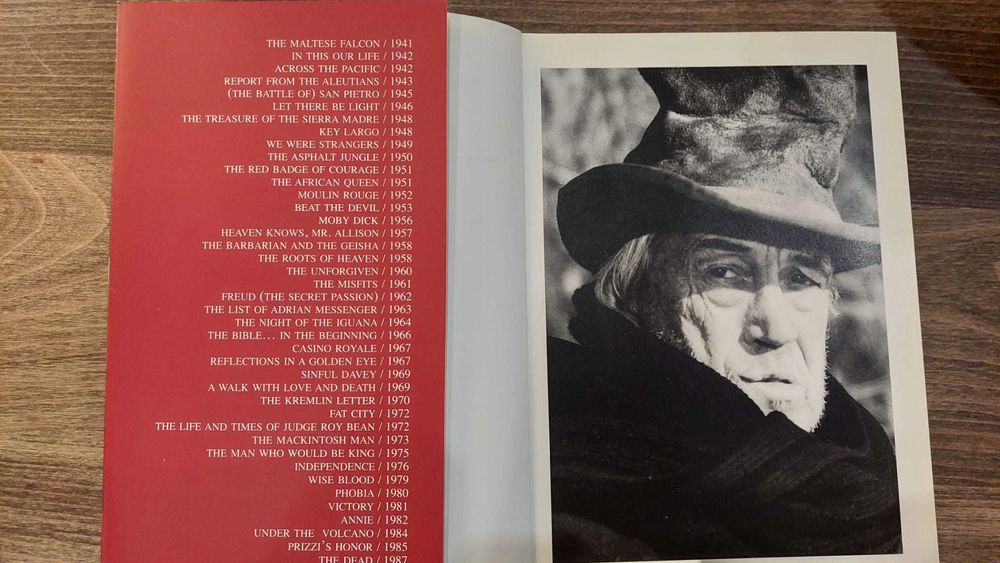 THE MALTESE FALCON / 1941
IN THIS OUR LIFE / 1942
ACROSS THE PACIFIC / 1942
REPORT FROM THE ALEUTIANS / 1943
(THE BATTLE OF) SAN PIETRO / 1945
LET THERE BE LIGHT / 1946
THE TREASURE OF THE SIERRA MADRE / 1948
KEY LARGO / 1948
WE WERE STRANGERS / 1949
THE ASPHALT JUNGLE / 1950
THE RED BADGE OF COURAGE / 1951
THE AFRICAN QUEEN / 1951
MOULIN ROUGE / 1952
BEAT THE DEVIL / 1953
MOBY DICK / 1956
HEAVEN KNOWS, MR. ALLISON / 1957
THE BARBARIAN AND THE GEISHA / 1958
THE ROOTS OF HEAVEN / 1958
THE UNFORGIVEN / 1960
THE MISFITS / 1961
FREUD (THE SECRET PASSION) / 1962
THE LIST OF ADRIAN MESSENGER / 1963
THE NIGHT OF THE IGUANA / 1964
THE BIBLE... IN THE BEGINNING / 1966
CASINO ROYALE / 1967
REFLECTIONS IN A GOLDEN EYE / 1967
SINFUL DAVEY / 1969
A WALK WITH LOVE AND DEATH / 1969
THE KREMLIN LETTER / 1970
FAT CITY / 1972
THE LIFE AND TIMES OF JUDGE ROY BEAN / 1972
THE MACKINTOSH MAN / 1973
THE MAN WHO WOULD BE KING / 1975
INDEPENDENCE / 1976
WISE BLOOD / 1979
PHOBIA / 1980
VICTORY / 1981
ANNIE / 1982
UNDER THE VOLCANO / 1984
PRIZZI`S HONOR / 1985
THE DEAD / 1987